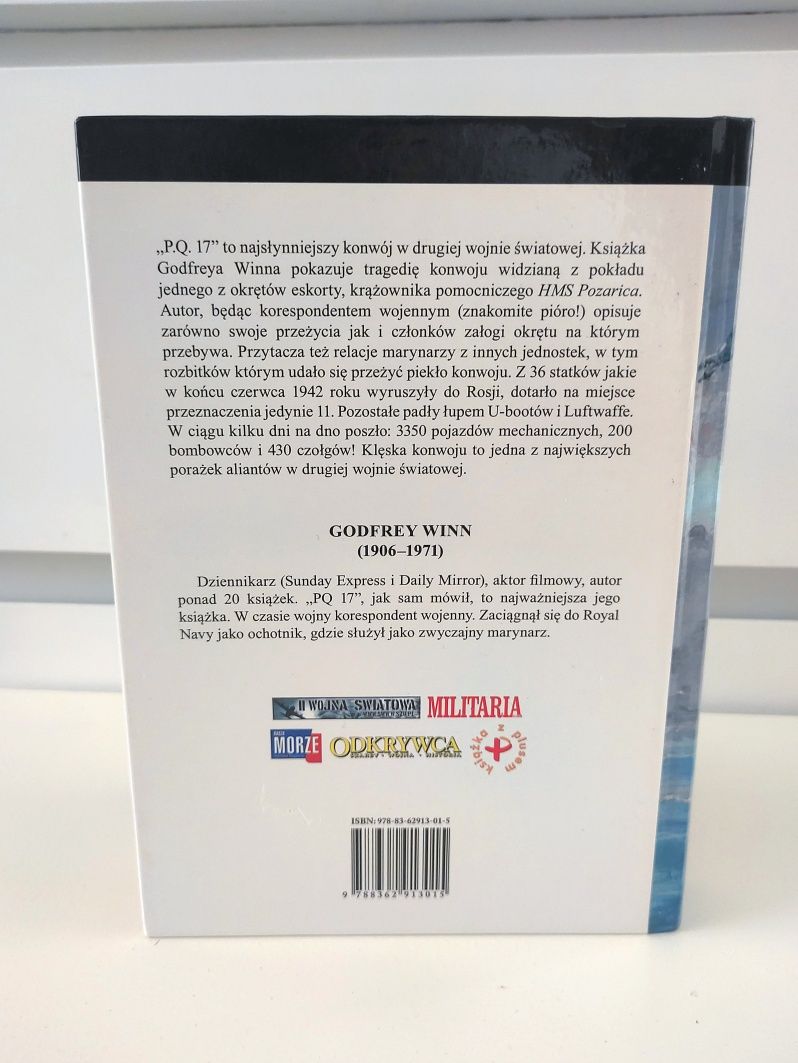 „P.Q. 17” to najsłynniejszy konwój w drugiej wojnie światowej. Książka
Godfreya Winna pokazuje tragedię konwoju widzianą z pokładu
jednego z okrętów eskorty, krążownika pomocniczego HMS Pozarica.
Autor, będąc korespondentem wojennym (znakomite pióro!) opisuje
zarówno swoje przeżycia jak i członków załogi okrętu na którym
przebywa. Przytacza też relacje marynarzy z innych jednostek, w tym
rozbitków którym udało się przeżyć piekło konwoju. Z 36 statków jakie
w końcu czerwca 1942 roku wyruszyły do Rosji, dotarło na miejsce
przeznaczenia jedynie 11. Pozostałe padły łupem U-bootów i Luftwaffe.
W ciągu kilku dni na dno poszło: 3350 pojazdów mechanicznych, 200
bombowców i 430 czołgów! Klęska konwoju to jedna z największych
porażek aliantów w drugiej wojnie światowej.
GODFREY WINN
(1906–1971)
Dziennikarz (Sunday Express i Daily Mirror), aktor filmowy, autor
ponad 20 książek. „PQ 17”, jak sam mówił, to najważniejsza jego
książka. W czasie wojny korespondent wojenny. Zaciągnął się do Royal
Navy jako ochotnik, gdzie służył jako zwyczajny marynarz.
II WOJNA ŚWIATOWA
MILITARIA
NASZE
MORZE
ODKRYWCA
SKARBY • WOJNA • HISTORIA
książka z plusem
ISBN: 978-83-62913-01-5
9 788362 913015